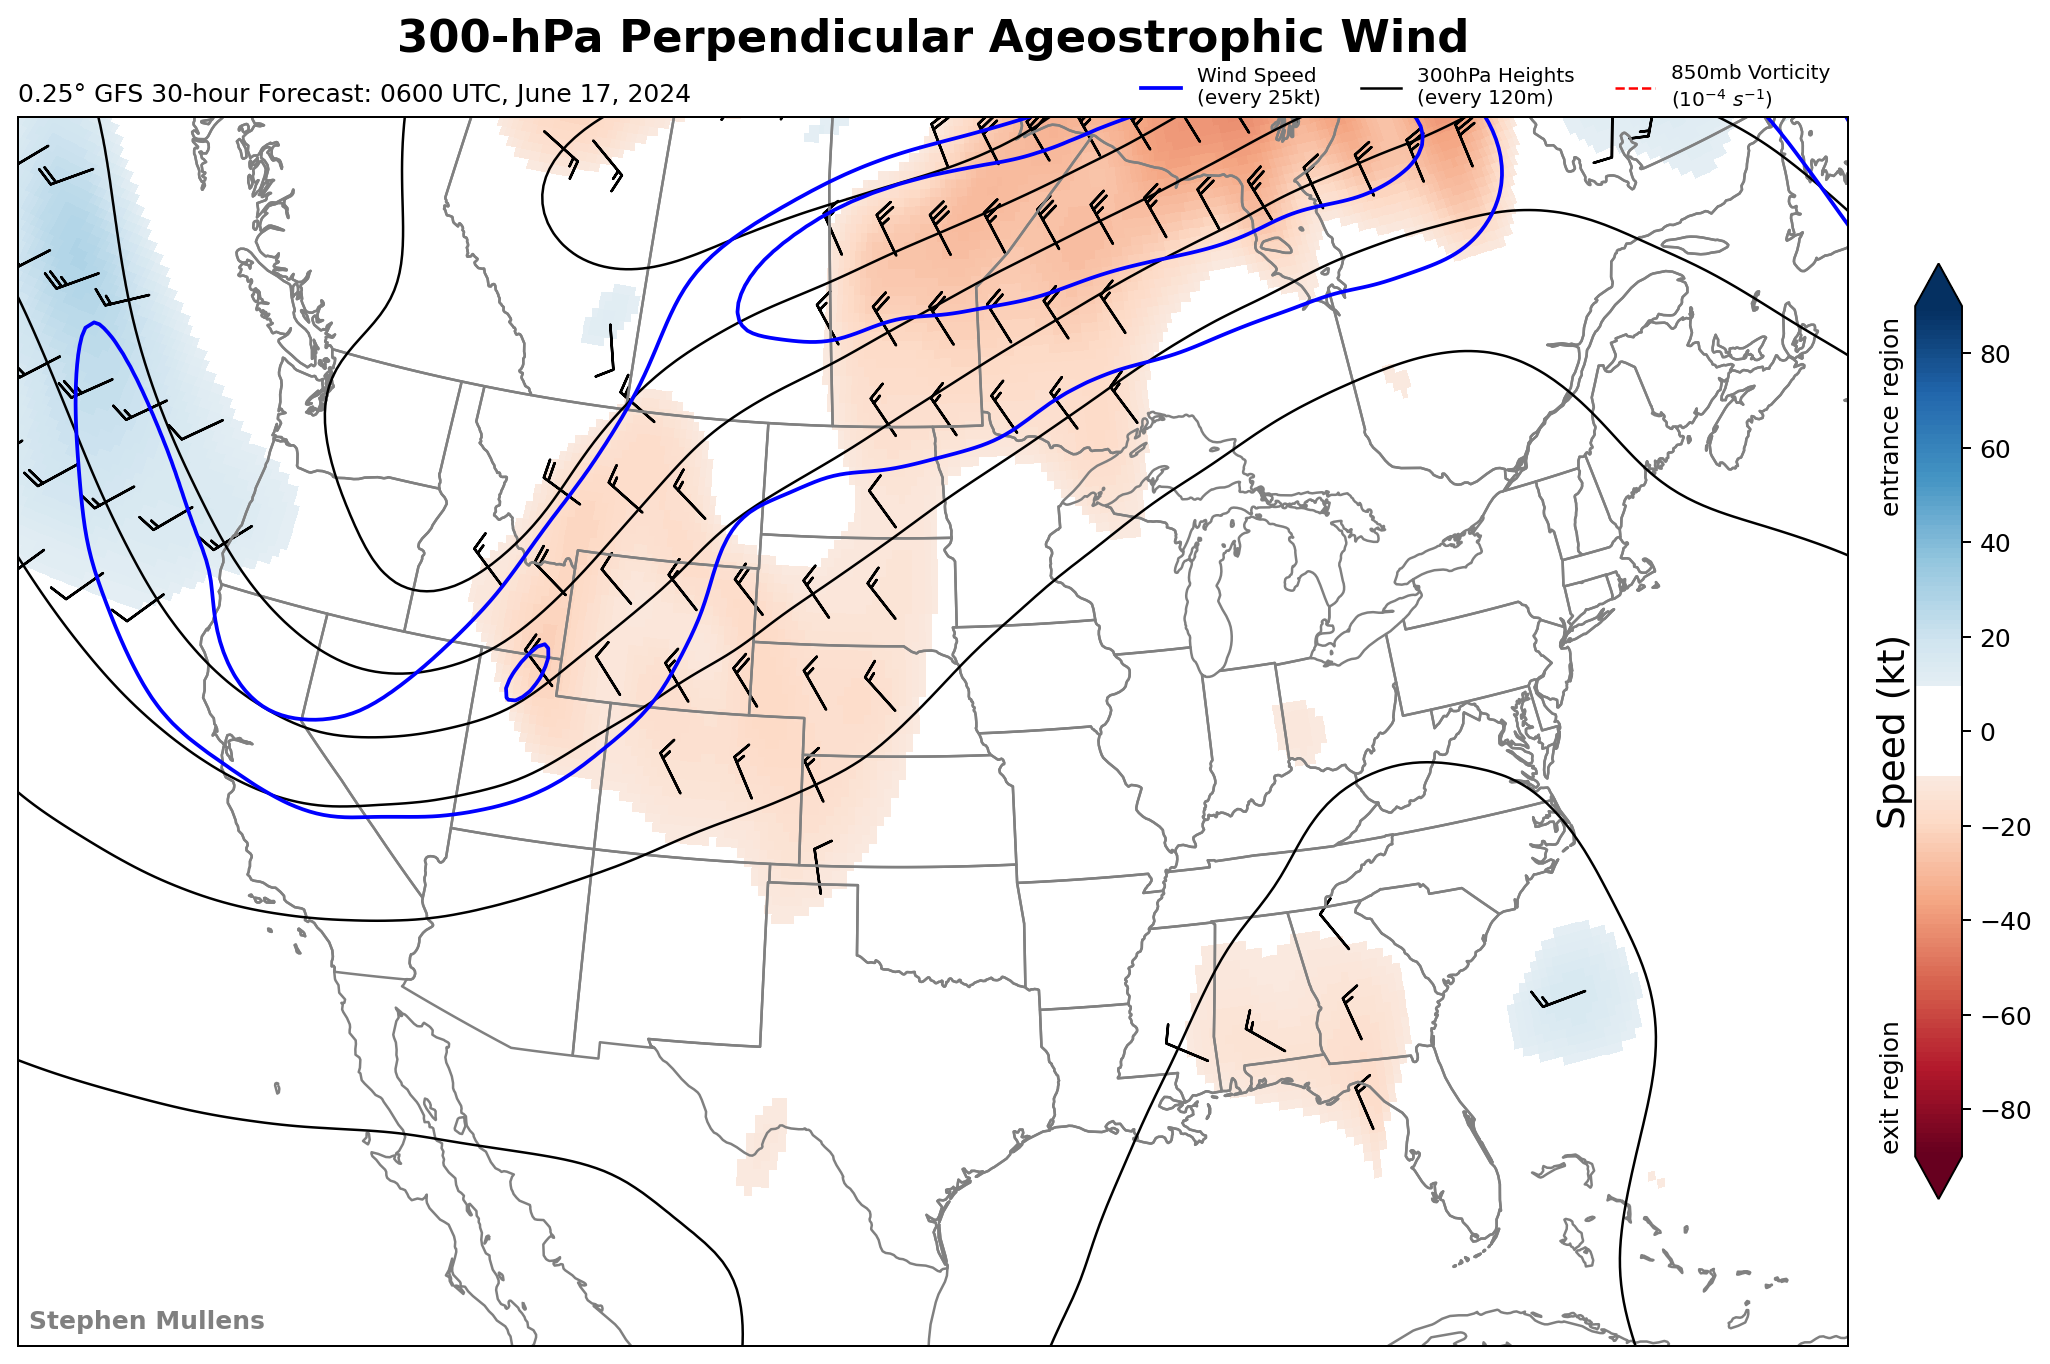 300-hPa Perpendicular Ageostrophic Wind
0.25° GFS 30-hour Forecast: 0600 UTC, June 17, 2024
Wind Speed
(every 25kt)
300hPa Heights
(every 120m)
850mb Vorticity
(10⁻⁴ s⁻¹)
entrance region
Speed (kt)
exit region
80
60
40
20
0
−20
−40
−60
−80
Stephen Mullens